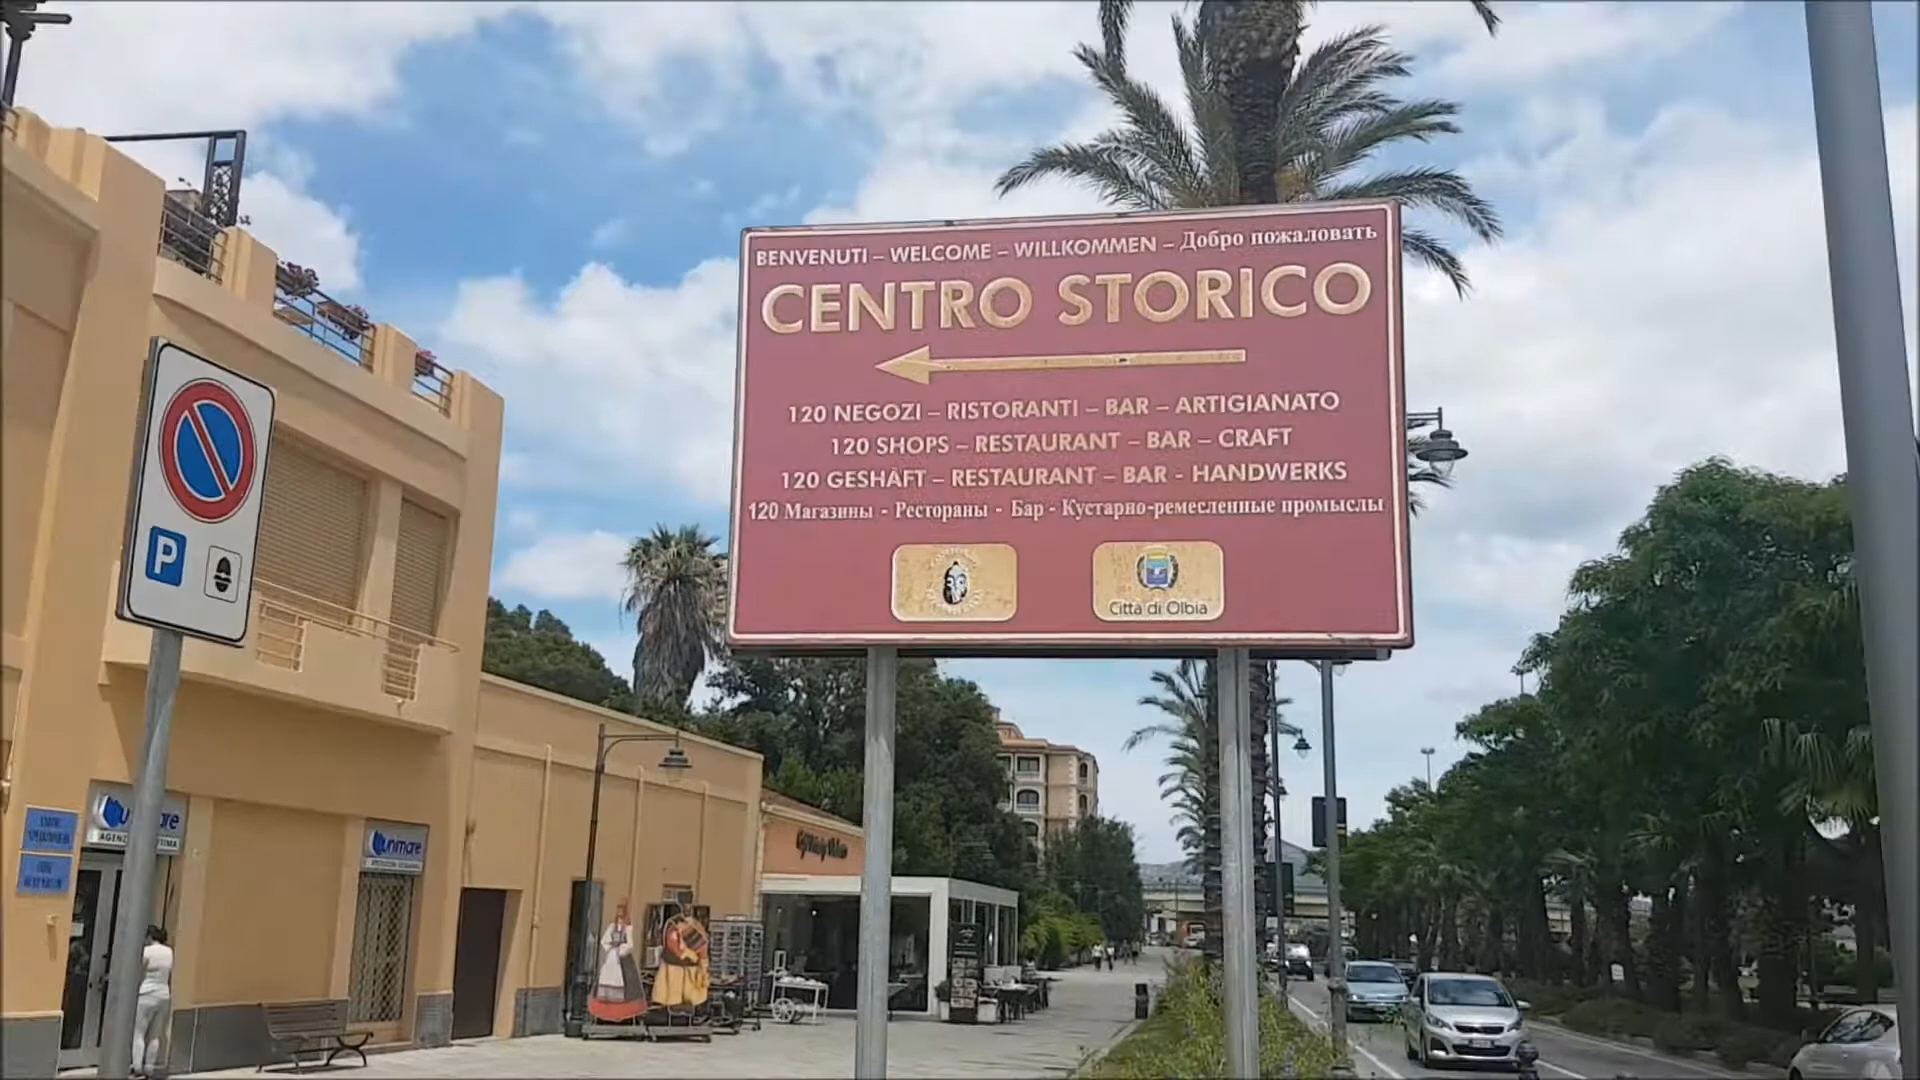 BENVENUTI – WELCOME – WILLKOMMEN – Добро пожаловать
CENTRO STORICO
120 NEGOZI – RISTORANTI – BAR – ARTIGIANATO
120 SHOPS – RESTAURANT – BAR – CRAFT
120 GESHÄFT – RESTAURANT – BAR - HANDWERKS
120 Магазины - Рестораны - Бар - Кустарно-ремесленные промыслы
Città di Olbia
P
unimare